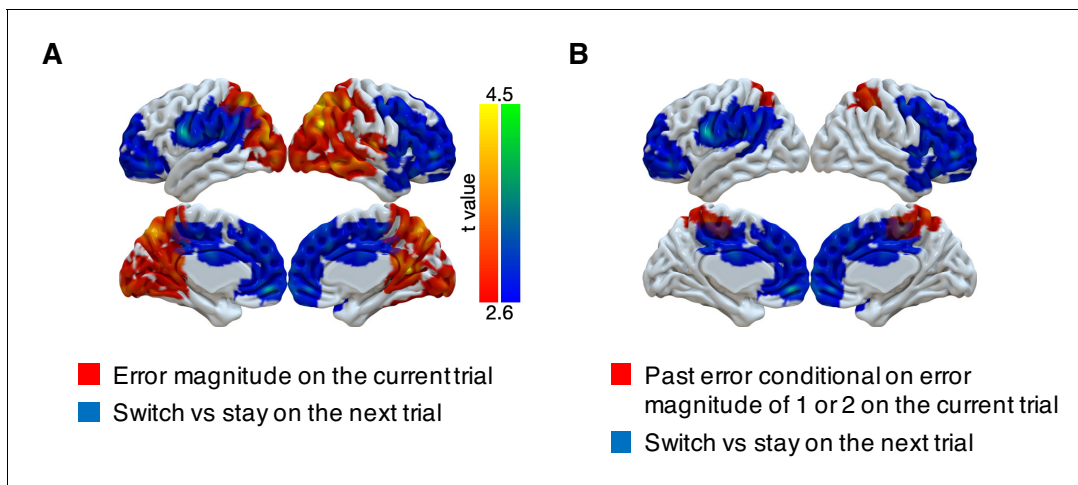 A
B
4.5
t value
2.6
Error magnitude on the current trial
Switch vs stay on the next trial
Past error conditional on error
magnitude of 1 or 2 on the current trial
Switch vs stay on the next trial